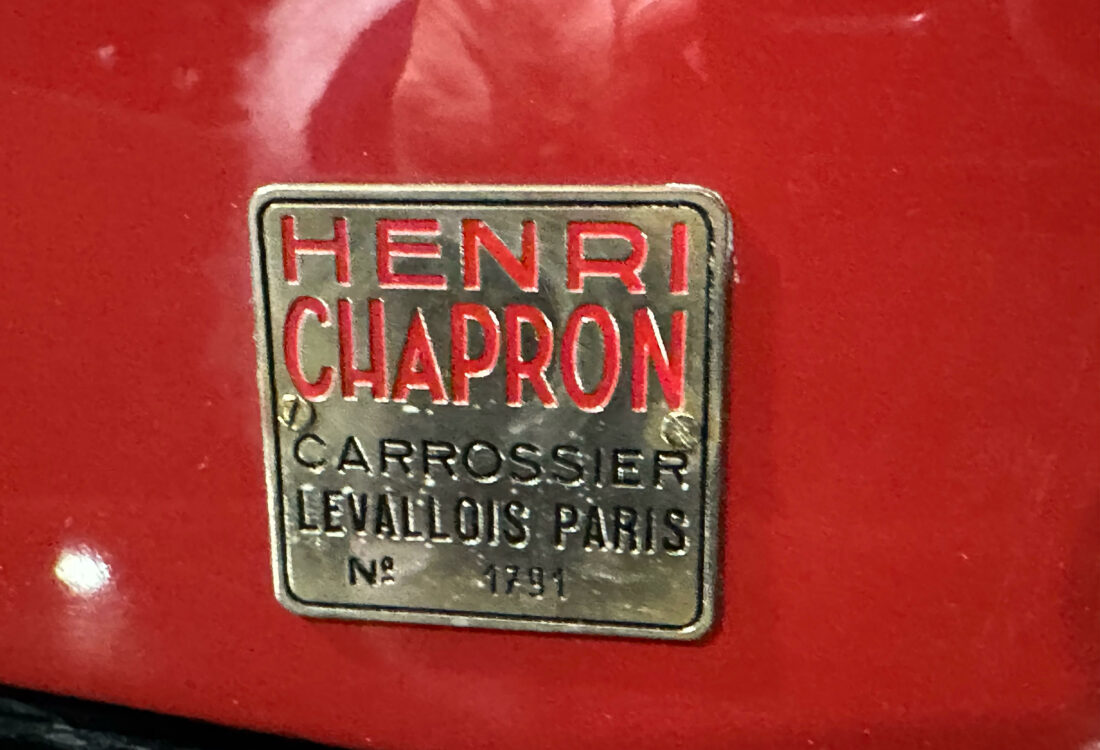 HENRI
CHAPRON
CARROSSIER
LEVALLOIS PARIS
Nº 1791